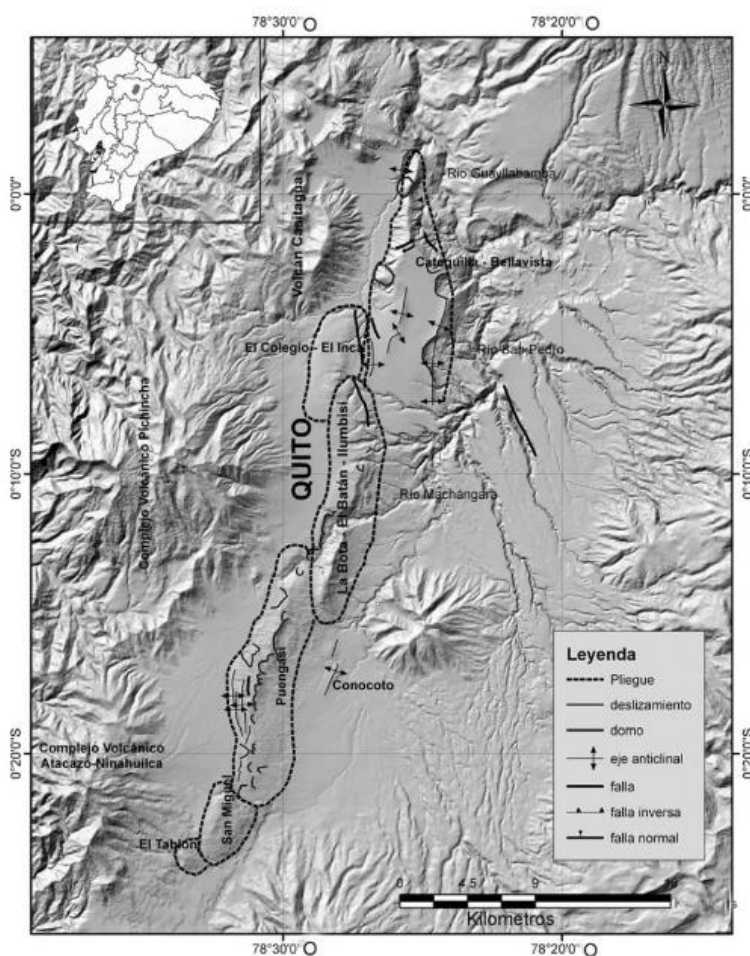 78°30'0" O
78°20'0" O
N
Río Guayllabamba
0°0'0"
0°0'0"
Volcan Casitagua
Catequilla - Bellavista
El Colegio - El Inca
Río San Pedro
QUITO
Complejo Volcánico Pichincha
La Bota - El Batán - Ilumbisí
0°10'0"S
0°10'0"S
Río Machángara
Puengasí
Conocoto
Leyenda
Pliegue
deslizamiento
domo
eje anticlinal
falla
falla inversa
falla normal
Complejo Volcánico
Atacazo-Ninahuilca
0°20'0"S
0°20'0"S
San Miguel
El Tablón
0
4,5
9
18
Kilometros
78°30'0" O
78°20'0" O